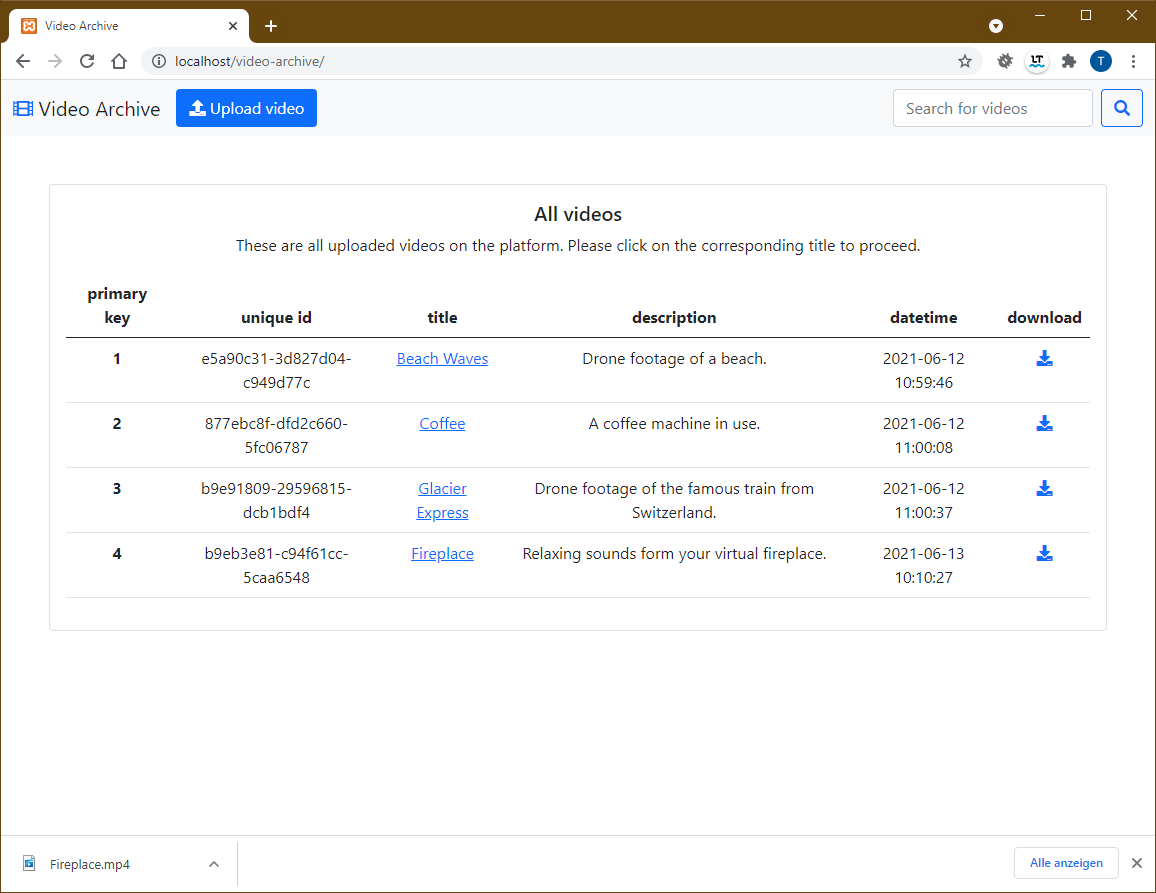 Video Archive
localhost/video-archive/
LT
T
Video Archive
Upload video
Search for videos
All videos
These are all uploaded videos on the platform. Please click on the corresponding title to proceed.
primary
key unique id title description datetime download
1 e5a90c31-3d827d04- Beach Waves Drone footage of a beach. 2021-06-12
c949d77c 10:59:46
2 877ebc8f-dfd2c660- Coffee A coffee machine in use. 2021-06-12
5fc06787 11:00:08
3 b9e91809-29596815- Glacier Drone footage of the famous train from 2021-06-12
dcb1bdf4 Express Switzerland. 11:00:37
4 b9eb3e81-c94f61cc- Fireplace Relaxing sounds form your virtual fireplace. 2021-06-13
5caa6548 10:10:27
Fireplace.mp4
Alle anzeigen